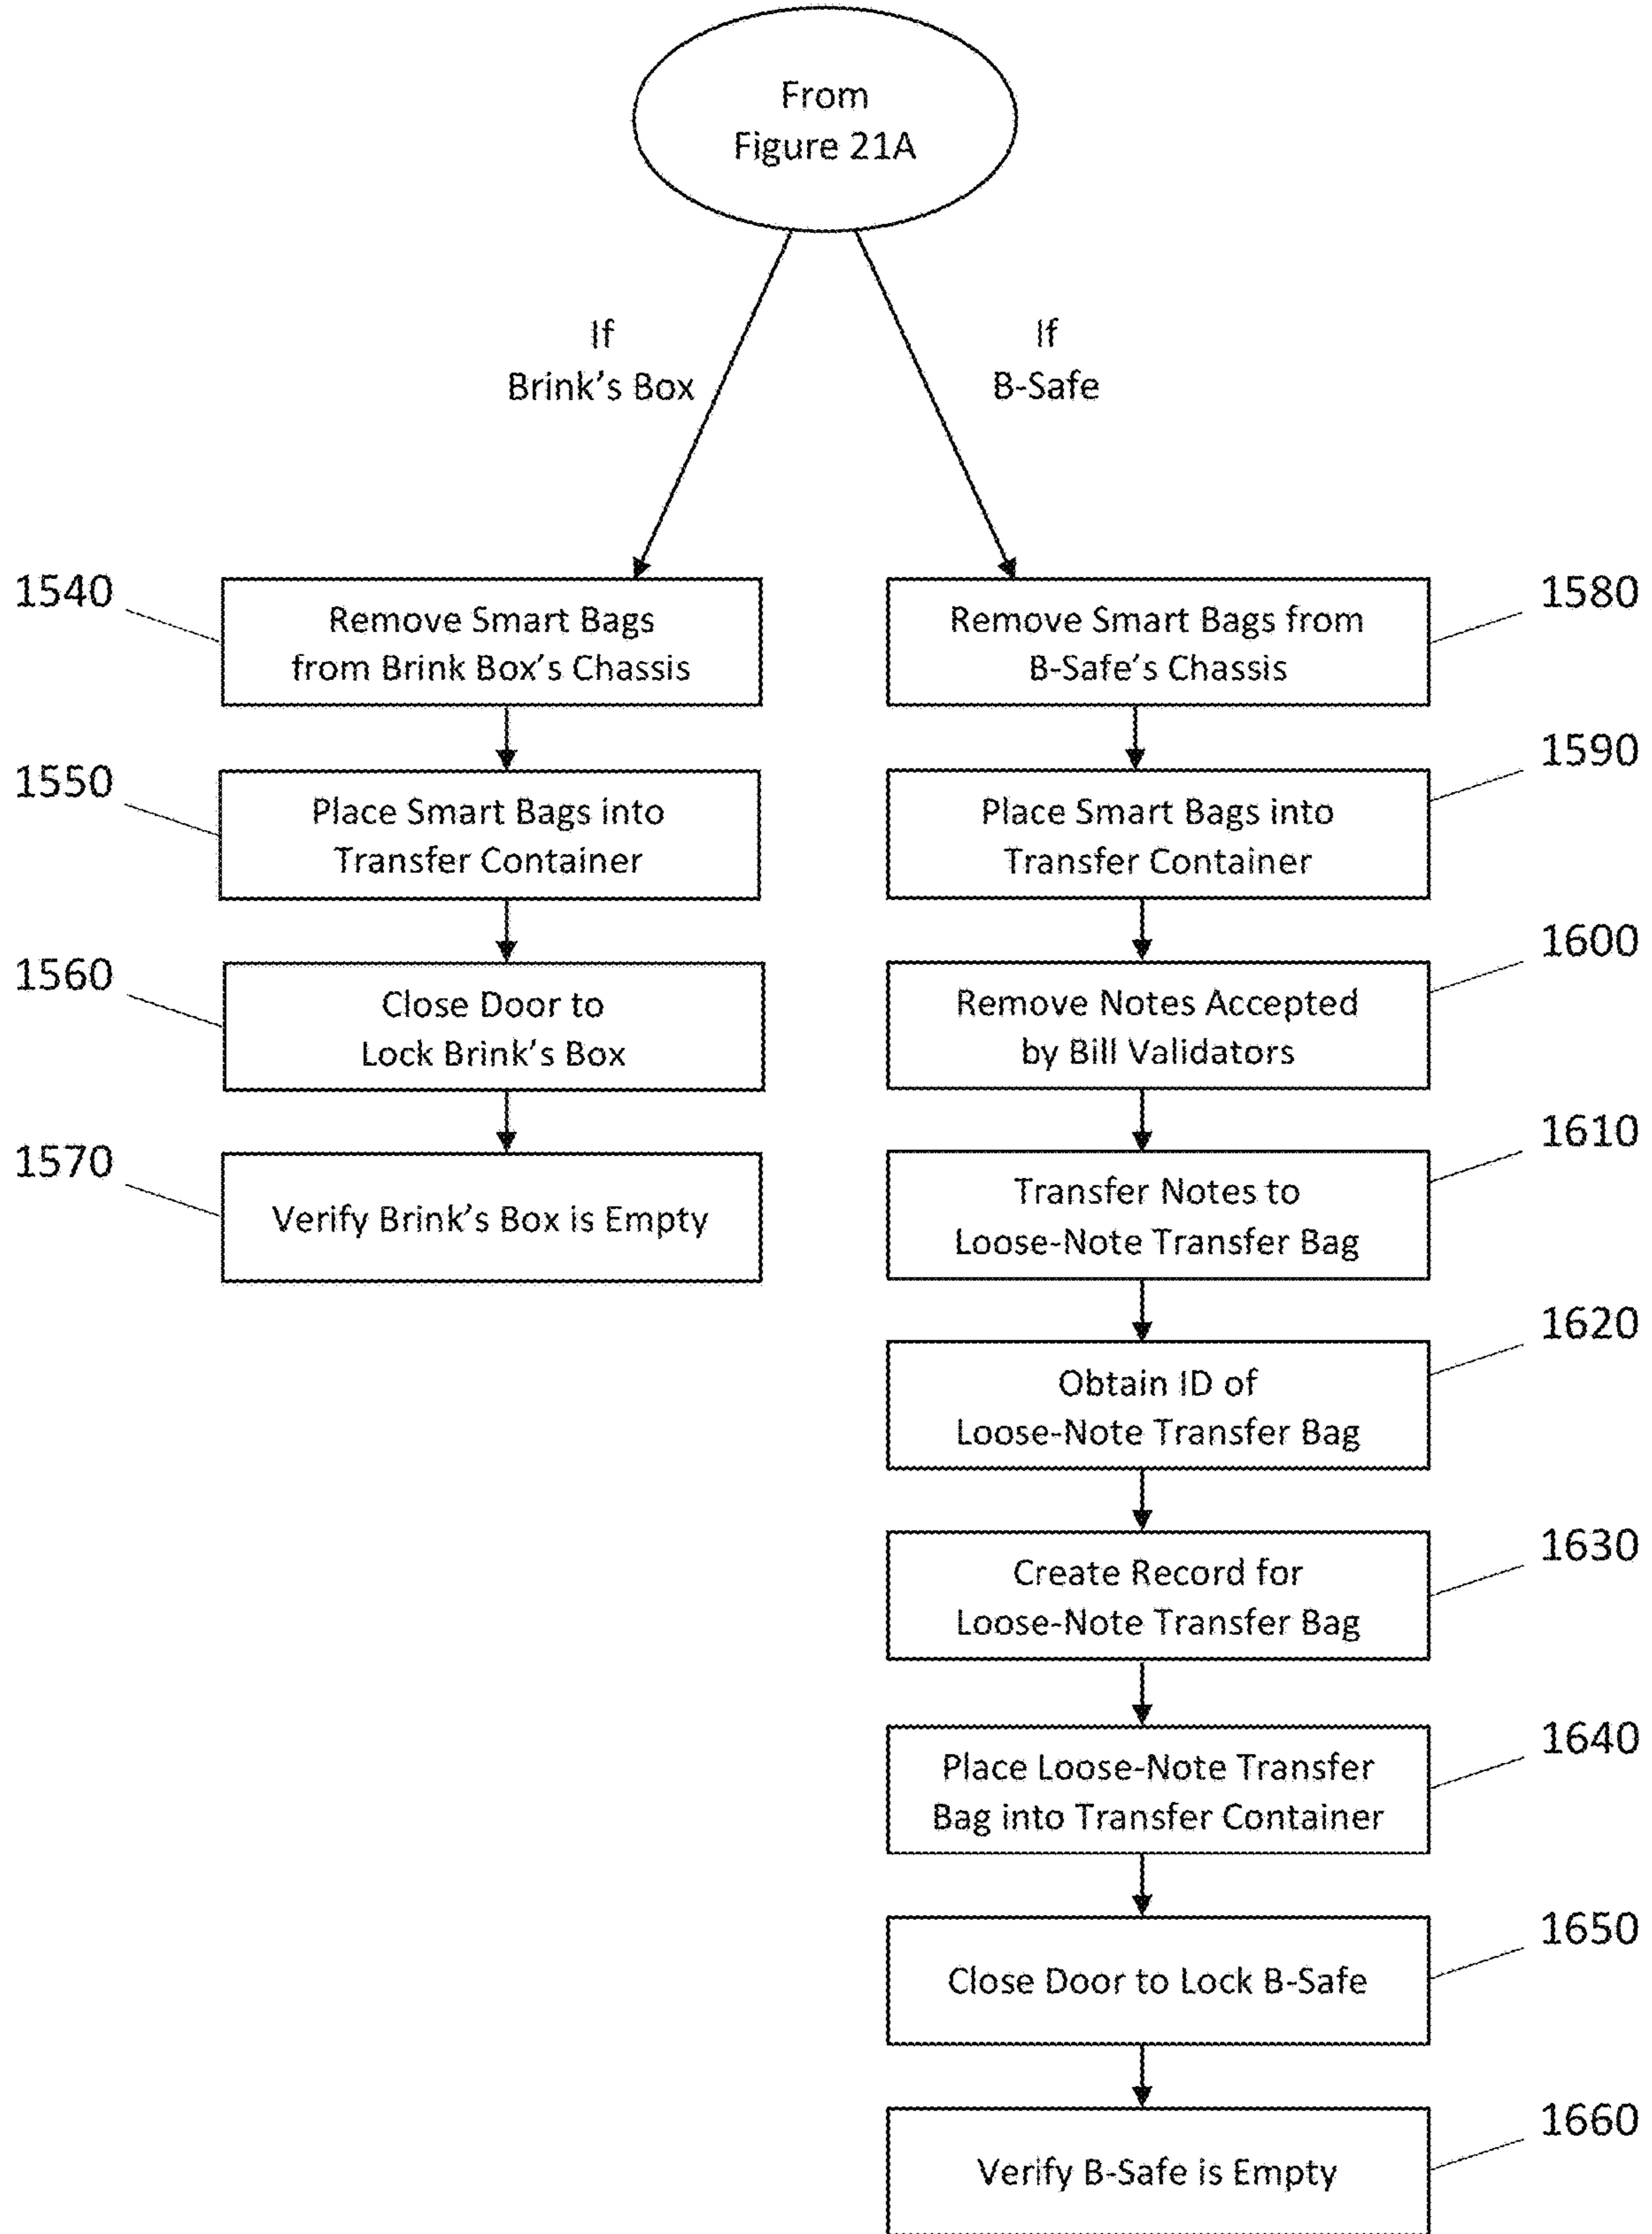 From
Figure 21A
If
Brink's Box
If
B-Safe
1540
Remove Smart Bags
from Brink Box's Chassis
1550
Place Smart Bags into
Transfer Container
1560
Close Door to
Lock Brink's Box
1570
Verify Brink's Box is Empty
1580
Remove Smart Bags from
B-Safe's Chassis
1590
Place Smart Bags into
Transfer Container
1600
Remove Notes Accepted
by Bill Validators
1610
Transfer Notes to
Loose-Note Transfer Bag
1620
Obtain ID of
Loose-Note Transfer Bag
1630
Create Record for
Loose-Note Transfer Bag
1640
Place Loose-Note Transfer
Bag into Transfer Container
1650
Close Door to Lock B-Safe
1660
Verify B-Safe is Empty